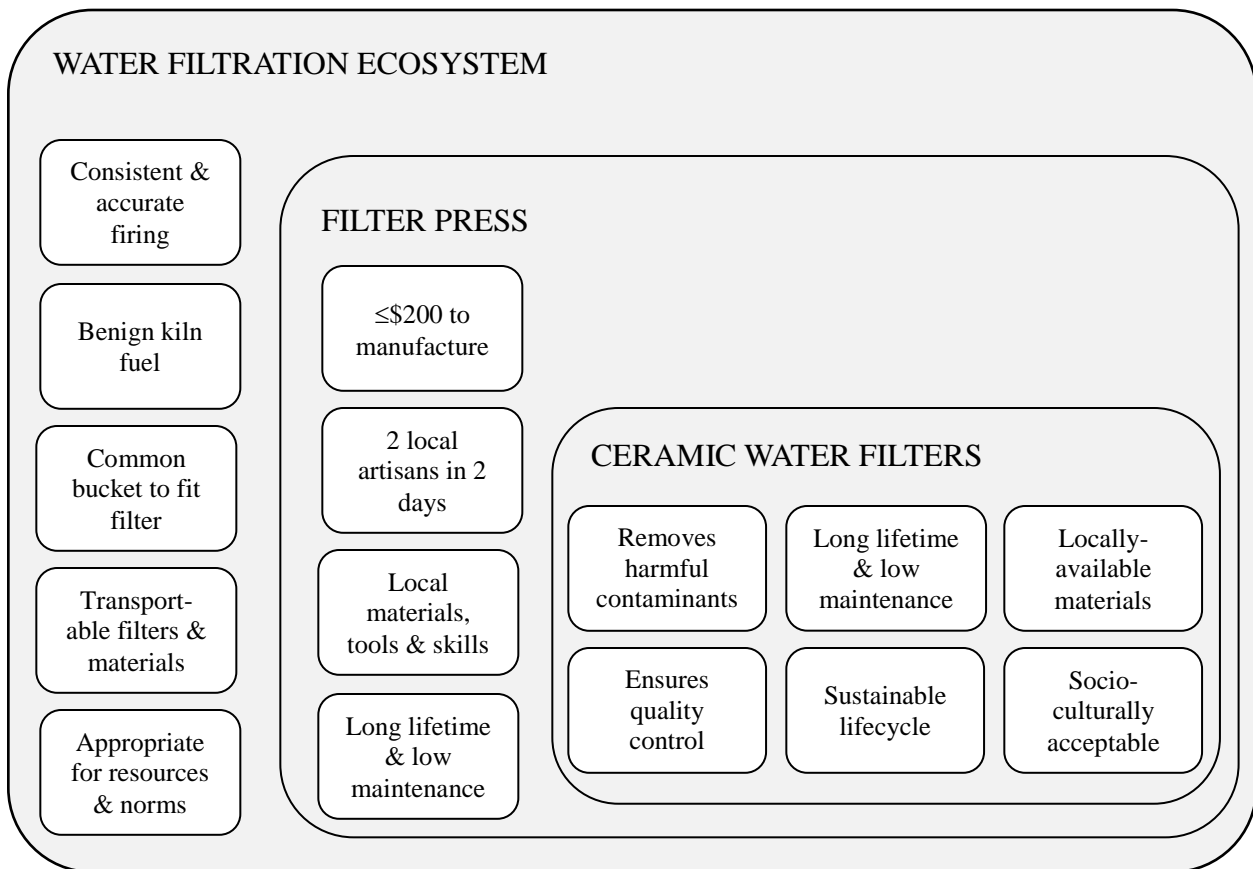 WATER FILTRATION ECOSYSTEM
Consistent &
accurate
firing
Benign kiln
fuel
Common
bucket to fit
filter
Transport-
able filters &
materials
Appropriate
for resources
& norms
FILTER PRESS
≤$200 to
manufacture
2 local
artisans in 2
days
Local
materials,
tools & skills
Long lifetime
& low
maintenance
CERAMIC WATER FILTERS
Removes
harmful
contaminants
Long lifetime
& low
maintenance
Locally-
available
materials
Ensures
quality
control
Sustainable
lifecycle
Socio-
culturally
acceptable